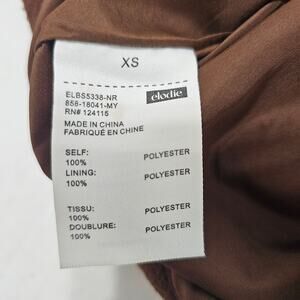 XS
ELBS5338-NR
856-18041-MY
RN# 124115
elodie
MADE IN CHINA
FABRIQUÉ EN CHINE
SELF:
100% POLYESTER
LINING:
100% POLYESTER
TISSU:
100% POLYESTER
DOUBLURE:
100% POLYESTER